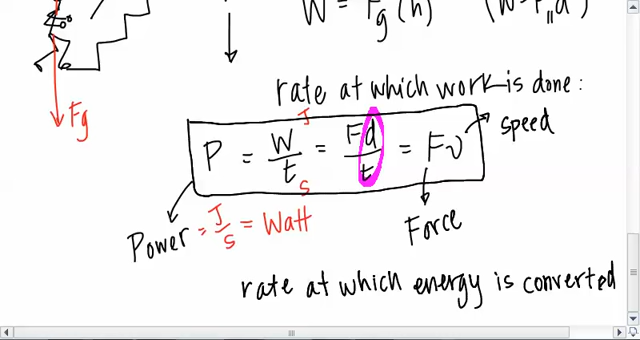 W = Fg (h) (W = F∥d)
rate at which work is done:
Fg
J
P = W/t = Fd/t = Fv
speed
s
Power = J/s = Watt
Force
rate at which energy is converted